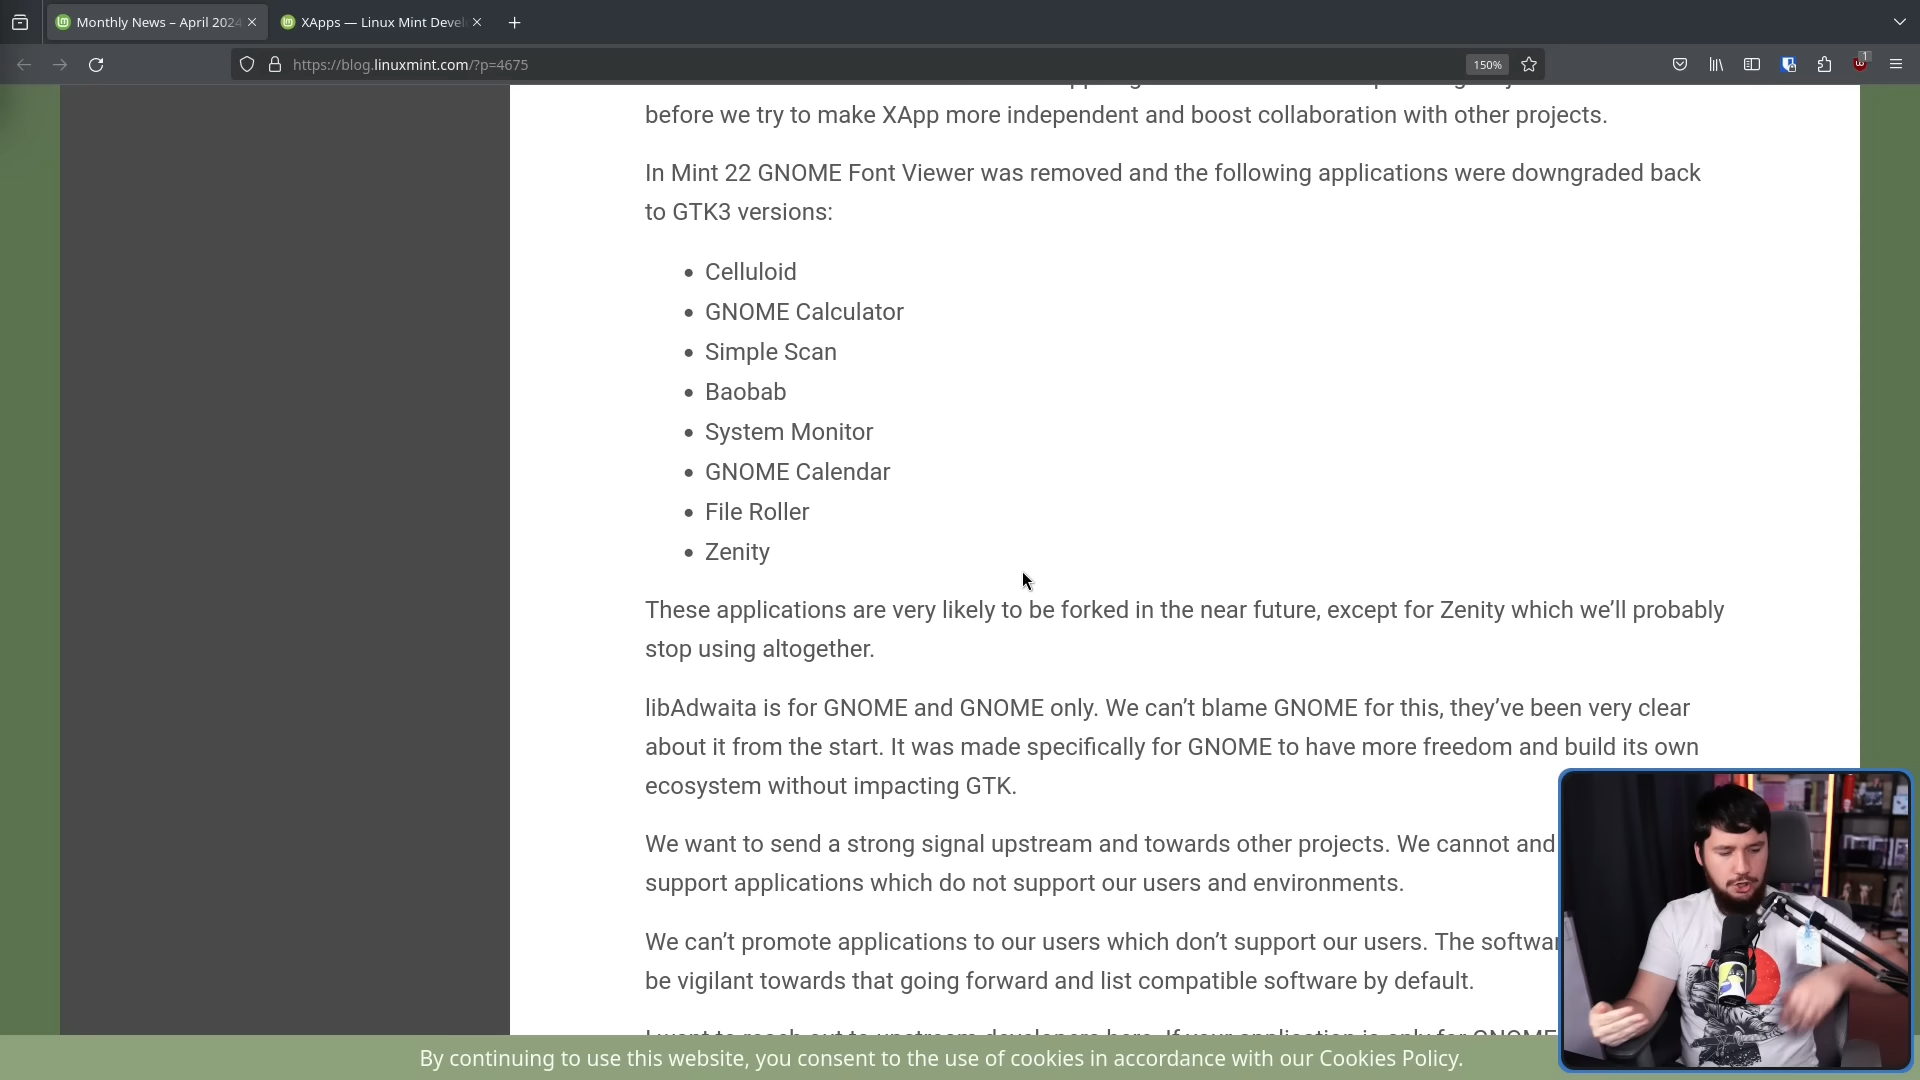 Monthly News – April 2024
XApps — Linux Mint Devel
https://blog.linuxmint.com/?p=4675
150%
1
before we try to make XApp more independent and boost collaboration with other projects.
In Mint 22 GNOME Font Viewer was removed and the following applications were downgraded back
to GTK3 versions:
• Celluloid
• GNOME Calculator
• Simple Scan
• Baobab
• System Monitor
• GNOME Calendar
• File Roller
• Zenity
These applications are very likely to be forked in the near future, except for Zenity which we’ll probably
stop using altogether.
libAdwaita is for GNOME and GNOME only. We can’t blame GNOME for this, they’ve been very clear
about it from the start. It was made specifically for GNOME to have more freedom and build its own
ecosystem without impacting GTK.
We want to send a strong signal upstream and towards other projects. We cannot and
support applications which do not support our users and environments.
We can’t promote applications to our users which don’t support our users. The softwar
be vigilant towards that going forward and list compatible software by default.
I want to reach out to upstream developers here. If your application is only for GNOME
By continuing to use this website, you consent to the use of cookies in accordance with our Cookies Policy.